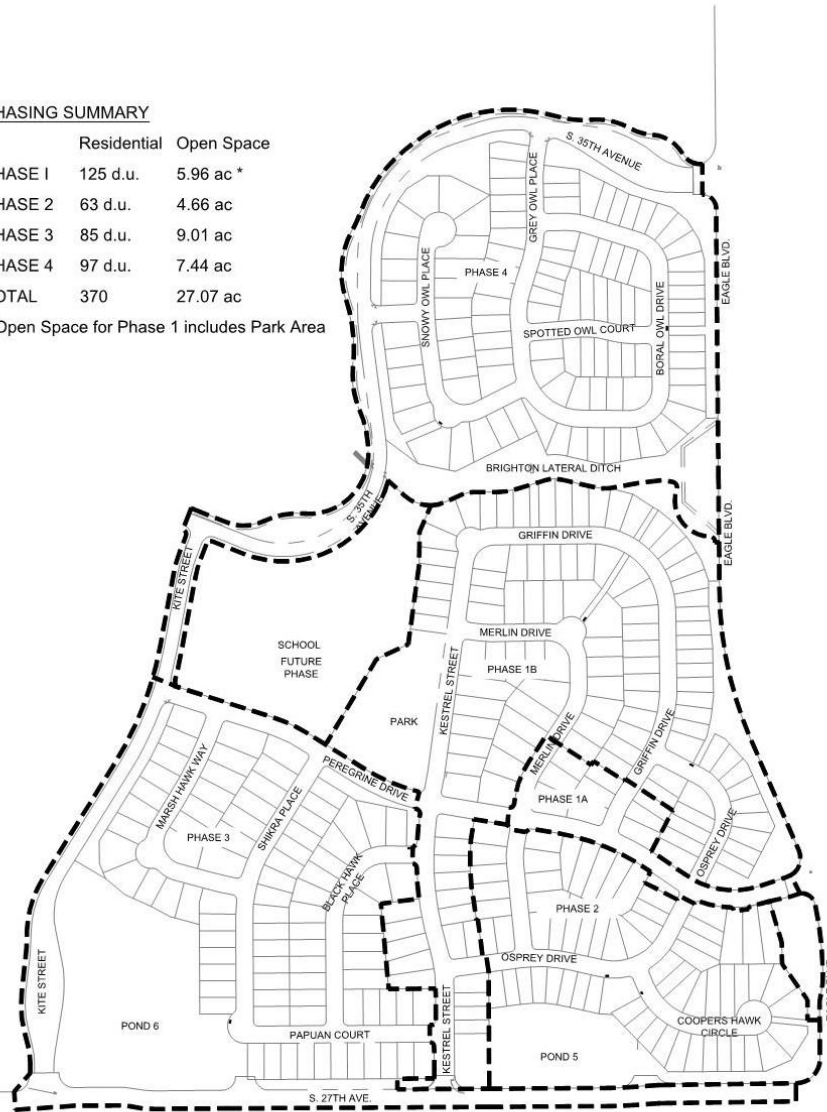 HASING SUMMARY
Residential Open Space
HASE I 125 d.u. 5.96 ac *
HASE 2 63 d.u. 4.66 ac
HASE 3 85 d.u. 9.01 ac
HASE 4 97 d.u. 7.44 ac
OTAL 370 27.07 ac
Open Space for Phase 1 includes Park Area
S. 35TH AVENUE
GREY OWL PLACE
EAGLE BLVD.
PHASE 4
SNOWY OWL PLACE
SPOTTED OWL COURT
BORAL OWL DRIVE
BRIGHTON LATERAL DITCH
S. 35TH
AVENUE
EAGLE BLVD.
GRIFFIN DRIVE
KITE STREET
MERLIN DRIVE
SCHOOL
FUTURE
PHASE
PHASE 1B
KESTREL STREET
PARK
MERLIN DRIVE
GRIFFIN DRIVE
PEREGRINE DRIVE
MARSH HAWK WAY
PHASE 1A
SHIKRA PLACE
PHASE 3
OSPREY DRIVE
BLACK HAWK
PLACE
PHASE 2
OSPREY DRIVE
KITE STREET
KESTREL STREET
COOPERS HAWK
CIRCLE
POND 6
PAPUAN COURT
POND 5
S. 27TH AVE.